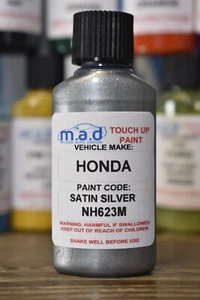 m.a.d
TOUCH UP
PAINT
VEHICLE MAKE:
HONDA
PAINT CODE:
SATIN SILVER
NH623M
WARNING: HARMFUL IF SWALLOWED
KEEP OUT OF REACH OF CHILDREN
SHAKE WELL BEFORE USE